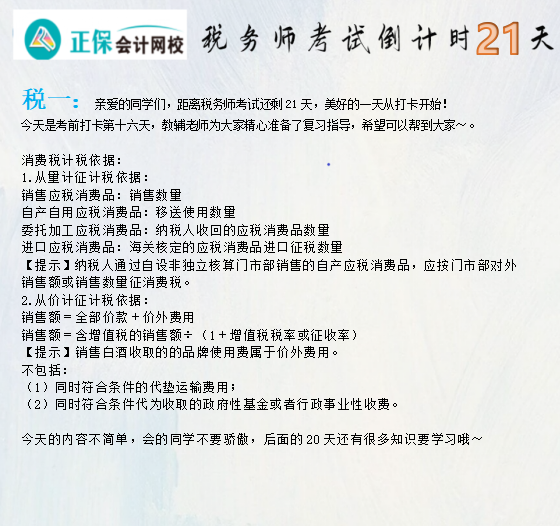 正保会计网校 税务师考试倒计时21天
税一： 亲爱的同学们，距离税务师考试还剩 21 天，美好的一天从打卡开始！
今天是考前打卡第十六天，教辅老师为大家精心准备了复习指导，希望可以帮到大家～。
消费税计税依据：
1.从量计征计税依据：
销售应税消费品：销售数量
自产自用应税消费品：移送使用数量
委托加工应税消费品：纳税人收回的应税消费品数量
进口应税消费品：海关核定的应税消费品进口征税数量
【提示】纳税人通过自设非独立核算门市部销售的自产应税消费品，应按门市部对外
销售额或销售数量征消费税。
2.从价计征计税依据：
销售额＝全部价款＋价外费用
销售额＝含增值税的销售额÷（1＋增值税税率或征收率）
【提示】销售白酒收取的的品牌使用费属于价外费用。
不包括：
（1）同时符合条件的代垫运输费用；
（2）同时符合条件代为收取的政府性基金或者行政事业性收费。
今天的内容不简单，会的同学不要骄傲，后面的 20 天还有很多知识要学习哦～